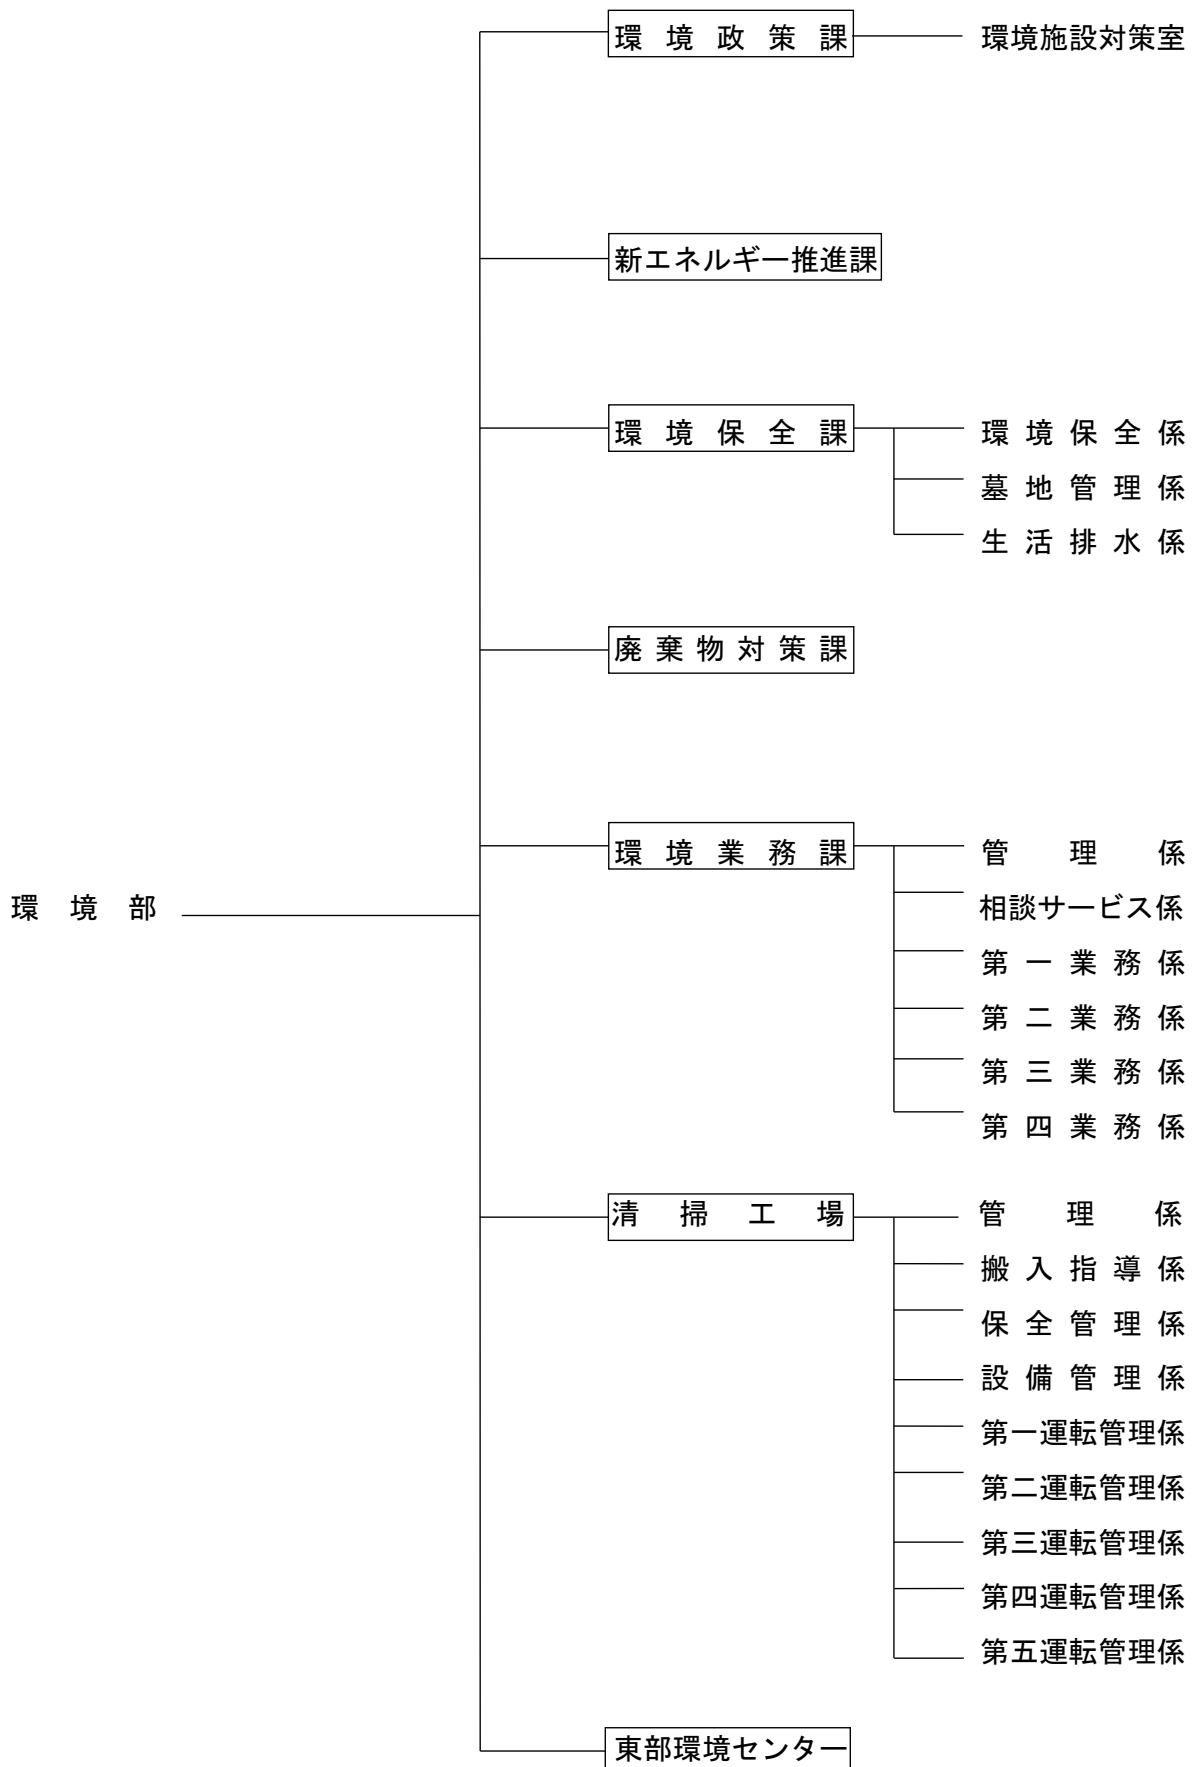 環境政策課 環境施設対策室
新エネルギー推進課
環境保全課 環境保全係
墓地管理係
生活排水係
廃棄物対策課
環境業務課 管理係
環境部 相談サービス係
第一業務係
第二業務係
第三業務係
第四業務係
清掃工場 管理係
搬入指導係
保全管理係
設備管理係
第一運転管理係
第二運転管理係
第三運転管理係
第四運転管理係
第五運転管理係
東部環境センター